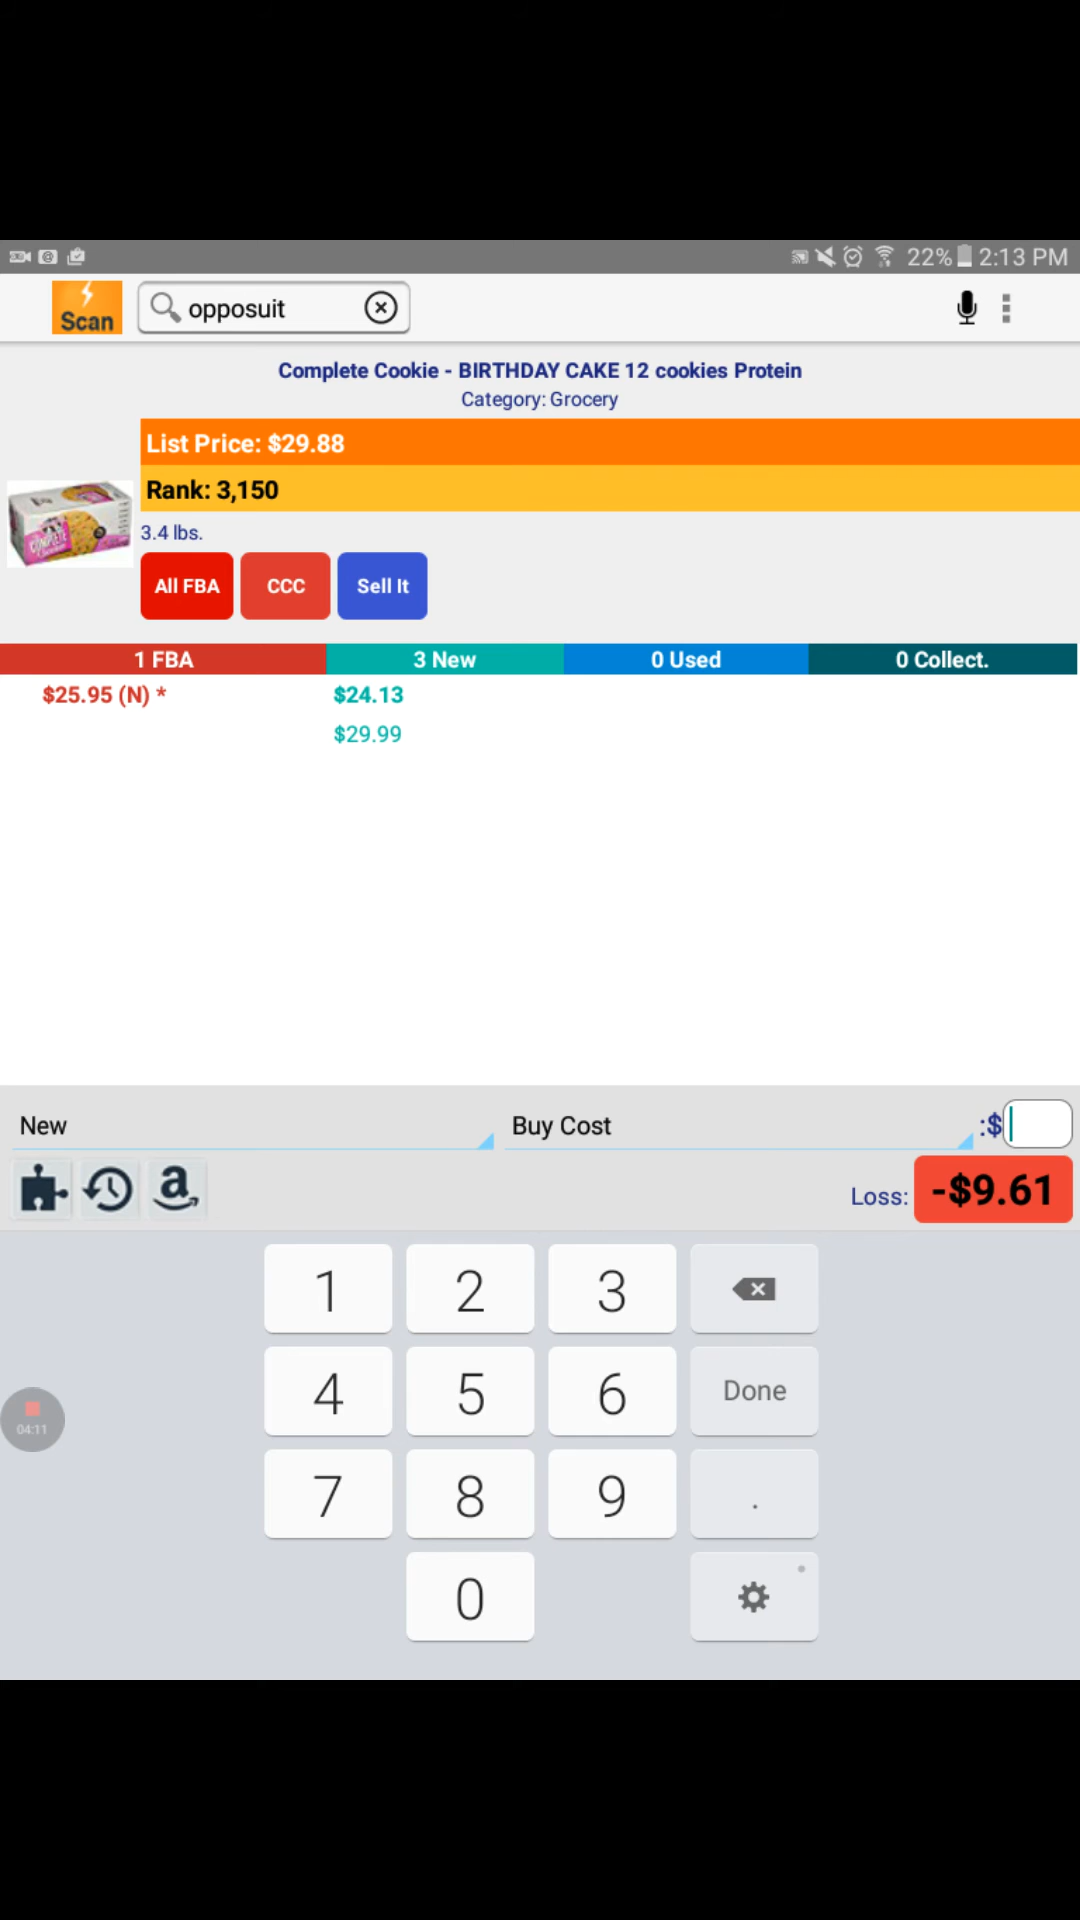 22% 2:13 PM
Scan opposuit
Complete Cookie - BIRTHDAY CAKE 12 cookies Protein
Category: Grocery
List Price: $29.88
Rank: 3,150
3.4 lbs.
All FBA CCC Sell It
1 FBA 3 New 0 Used 0 Collect.
$25.95 (N) * $24.13
$29.99
New Buy Cost :$
Loss: -$9.61
1 2 3
4 5 6 Done
04:11
7 8 9 .
0